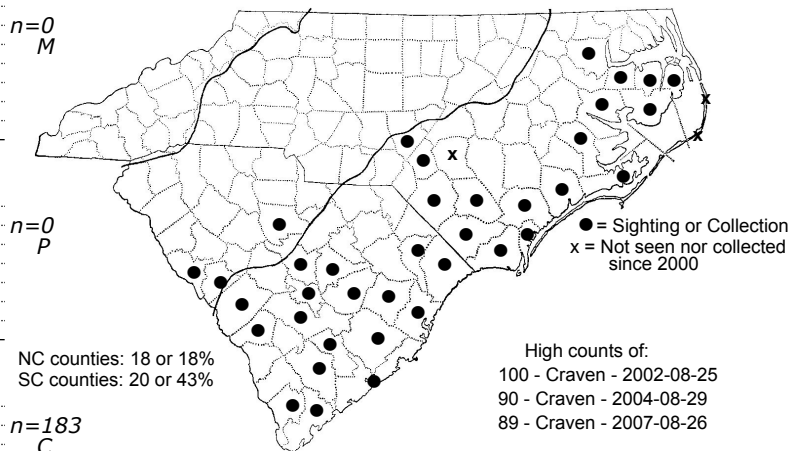 n=0
M
n=0
P
n=183
C
x
x
x
● = Sighting or Collection
x = Not seen nor collected
since 2000
NC counties: 18 or 18%
SC counties: 20 or 43%
High counts of:
100 - Craven - 2002-08-25
90 - Craven - 2004-08-29
89 - Craven - 2007-08-26